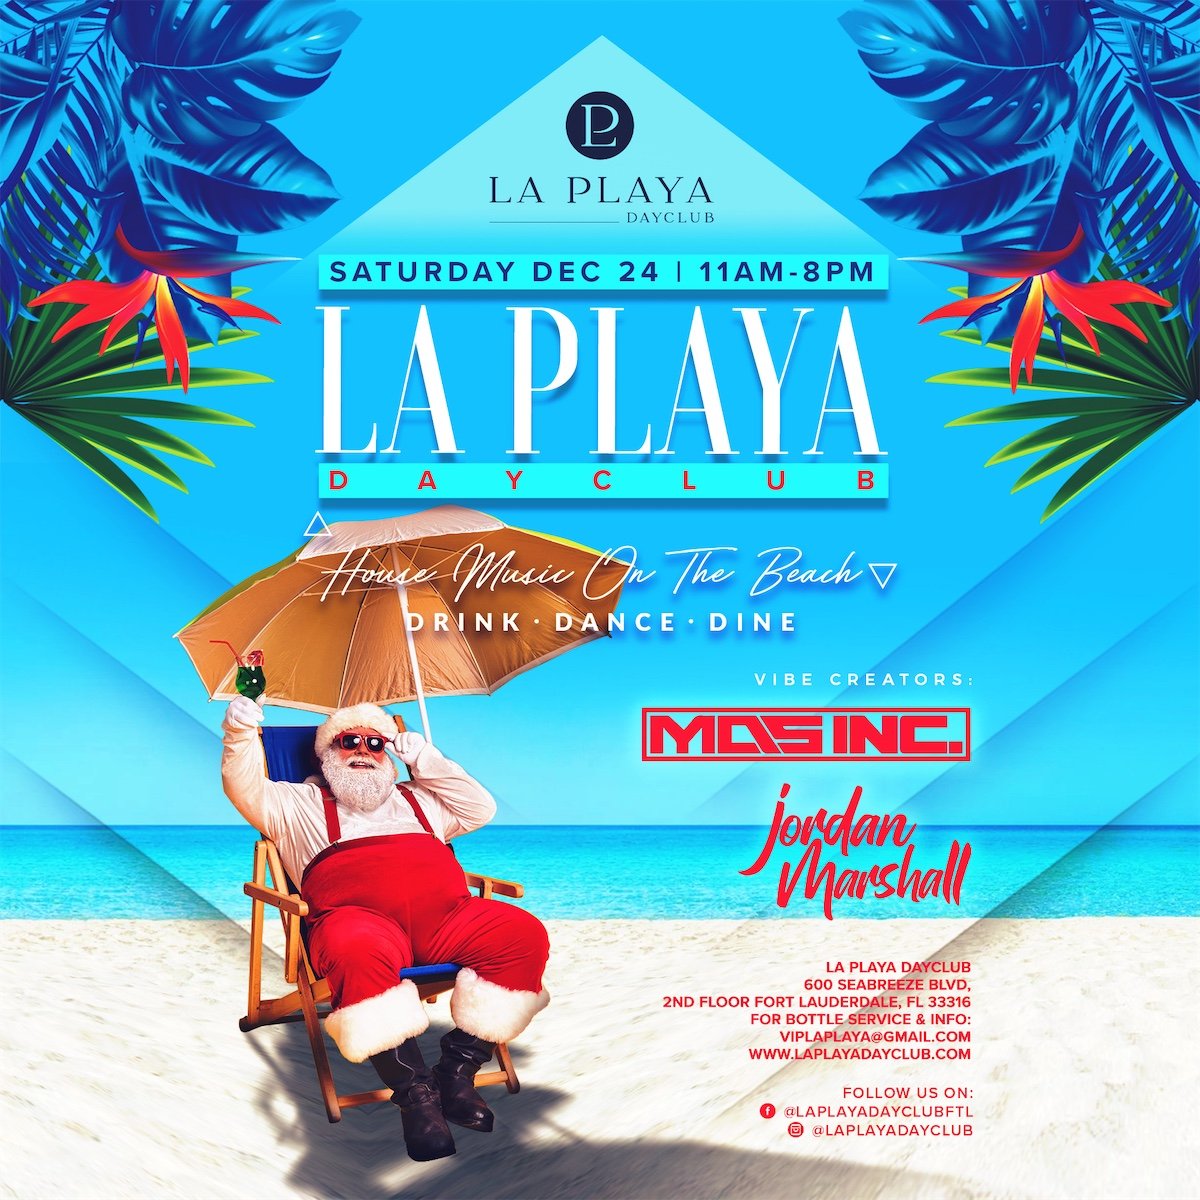 LP
LA PLAYA
DAYCLUB
SATURDAY DEC 24 | 11AM-8PM
LA PLAYA
DAYCLUB
House Music On The Beach
DRINK · DANCE · DINE
VIBE CREATORS:
MAS INC.
jordan
Marshall
LA PLAYA DAYCLUB
600 SEABREEZE BLVD,
2ND FLOOR FORT LAUDERDALE, FL 33316
FOR BOTTLE SERVICE & INFO:
VIPLAPLAYA@GMAIL.COM
WWW.LAPLAYADAYCLUB.COM
FOLLOW US ON:
@LAPLAYADAYCLUBFTL
@LAPLAYADAYCLUB